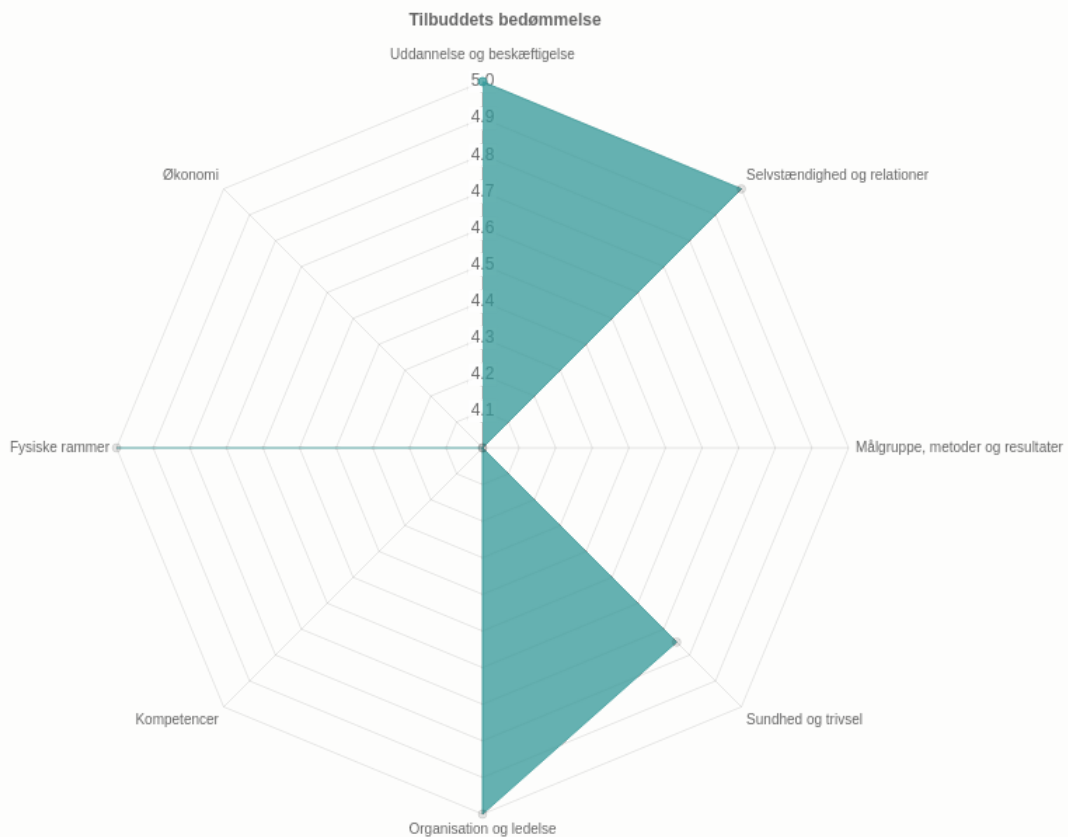 Tilbuddets bedømmelse
Uddannelse og beskæftigelse
5.0
4.9
4.8
Økonomi
Selvstændighed og relationer
4.7
4.6
4.5
4.4
4.3
4.2
4.1
Fysiske rammer
Målgruppe, metoder og resultater
Kompetencer
Sundhed og trivsel
Organisation og ledelse